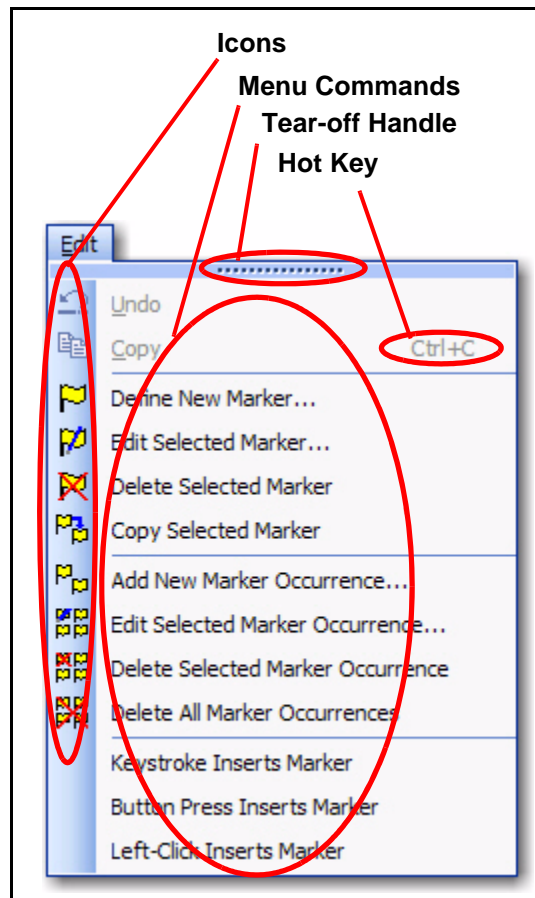 Icons
Menu Commands
Tear-off Handle
Hot Key
Edit
Undo
Copy Ctrl+C
Define New Marker...
Edit Selected Marker...
Delete Selected Marker
Copy Selected Marker
Add New Marker Occurrence...
Edit Selected Marker Occurrence...
Delete Selected Marker Occurrence
Delete All Marker Occurrences
Keystroke Inserts Marker
Button Press Inserts Marker
Left-Click Inserts Marker